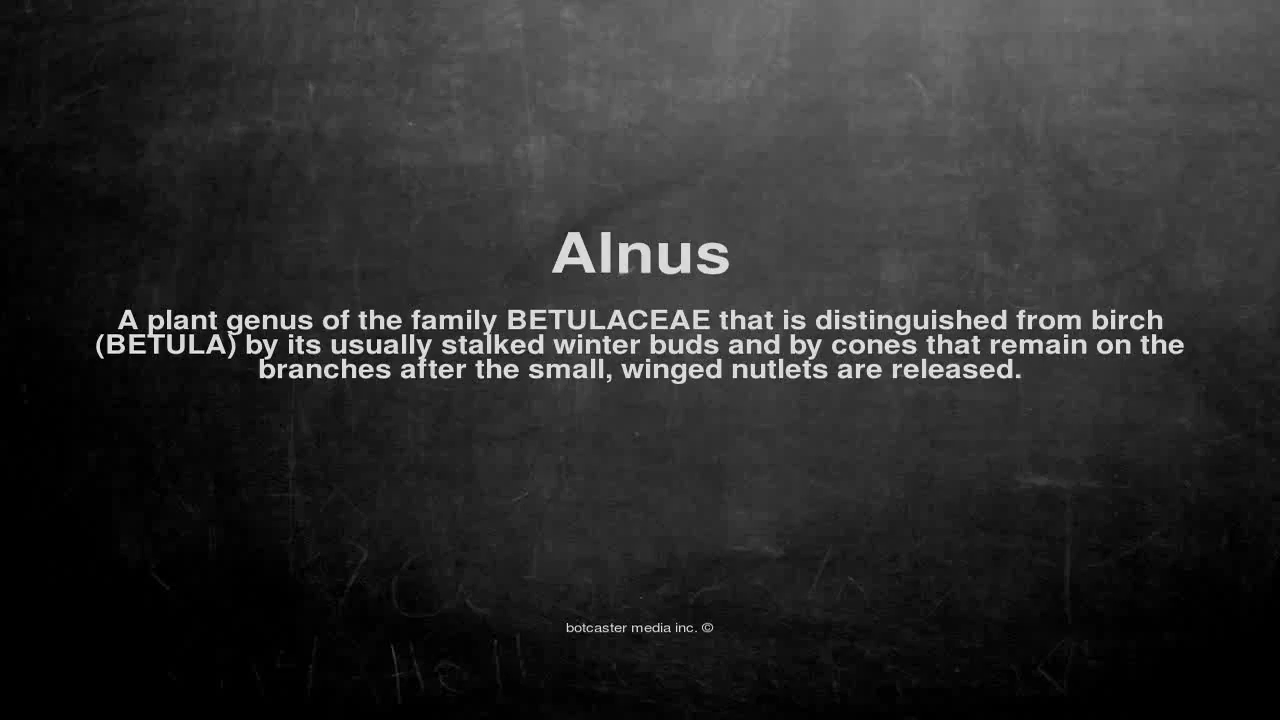 Alnus
A plant genus of the family BETULACEAE that is distinguished from birch
(BETULA) by its usually stalked winter buds and by cones that remain on the
branches after the small, winged nutlets are released.
botcaster media inc. ©